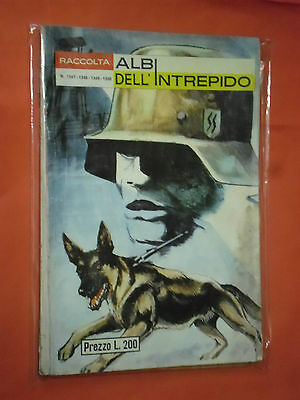 RACCOLTA
ALBI
DELL'INTREPIDO
Prezzo L. 200